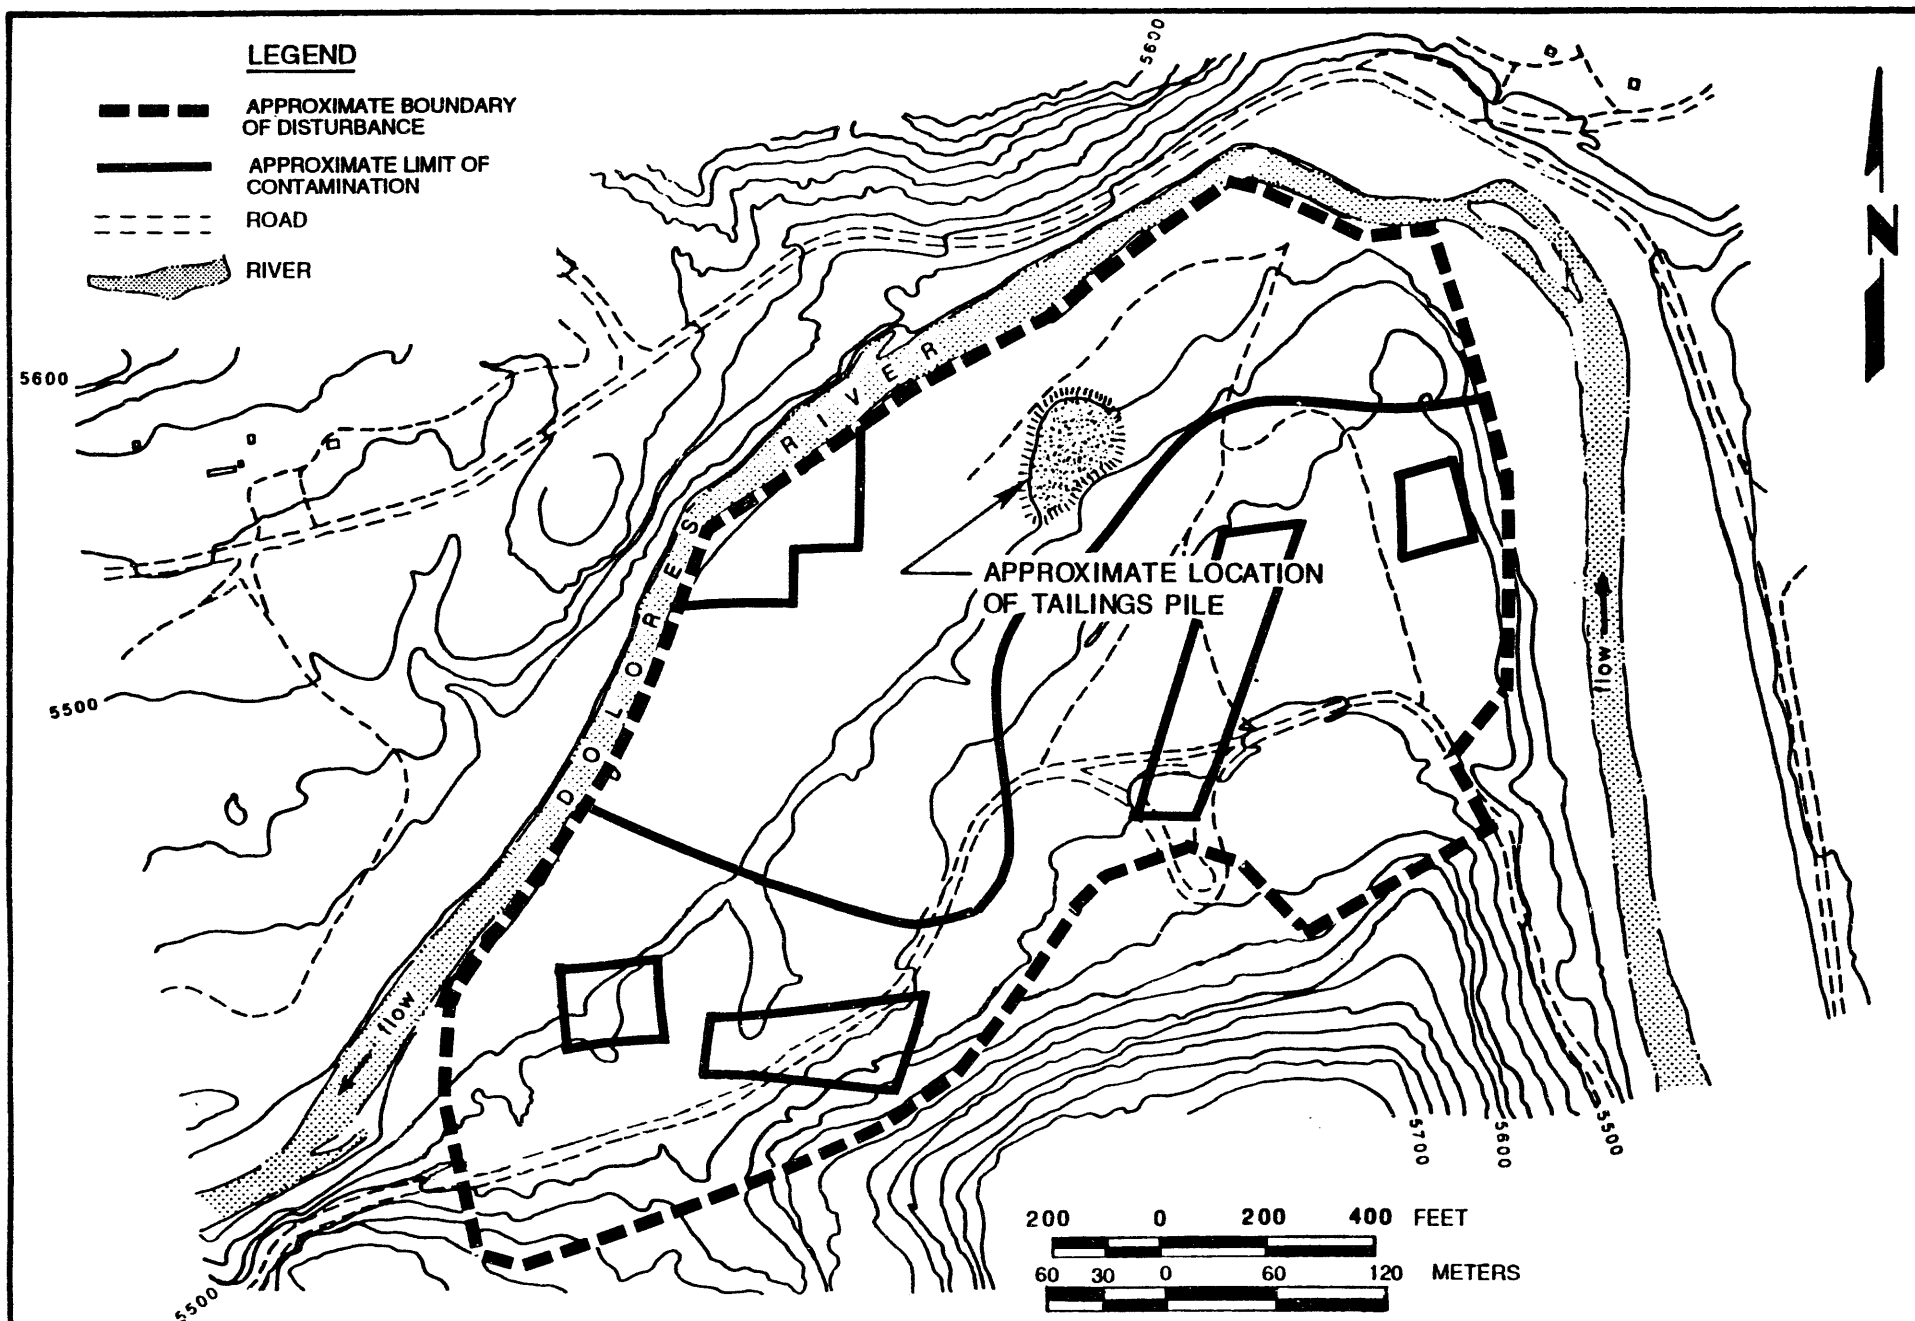 LEGEND
APPROXIMATE BOUNDARY
OF DISTURBANCE
APPROXIMATE LIMIT OF
CONTAMINATION
ROAD
RIVER
5600
N
5600
DOLORES RIVER
APPROXIMATE LOCATION
OF TAILINGS PILE
flow
5500
flow
5700
5600
5500
200 0 200 400 FEET
60 30 0 60 120 METERS
5500